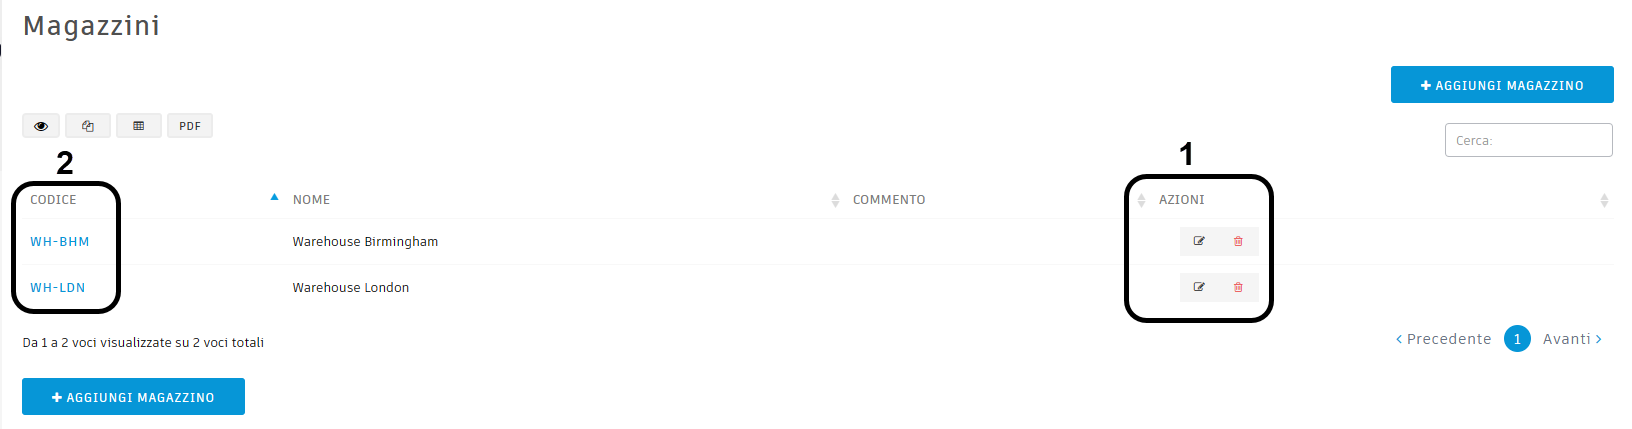 Magazzini
AGGIUNGI MAGAZZINO
PDF
Cerca:
2
1
CODICE NOME COMMENTO AZIONI
WH-BHM Warehouse Birmingham
WH-LDN Warehouse London
Da 1 a 2 voci visualizzate su 2 voci totali
Precedente 1 Avanti
AGGIUNGI MAGAZZINO